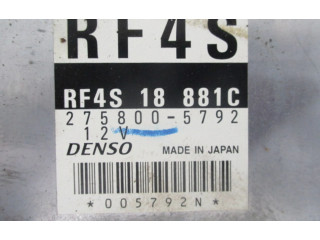 RF4S
RF4S 18 881C
275800-5792
12V
DENSO MADE IN JAPAN
*005792N*